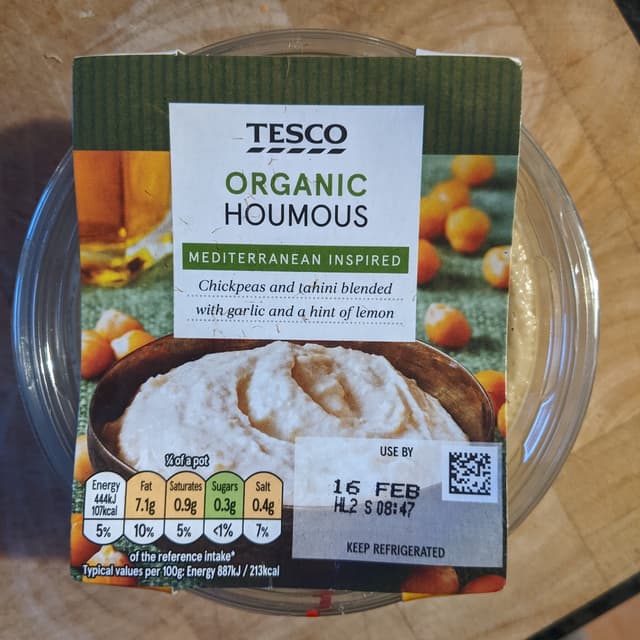 TESCO
ORGANIC
HOUMOUS
MEDITERRANEAN INSPIRED
Chickpeas and tahini blended
with garlic and a hint of lemon
¼ of a pot
Energy 444kJ 107kcal 5%
Fat 7.1g 10%
Saturates 0.9g 5%
Sugars 0.3g <1%
Salt 0.4g 7%
of the reference intake*
Typical values per 100g: Energy 887kJ / 213kcal
USE BY
16 FEB
HL2 S 08:47
KEEP REFRIGERATED